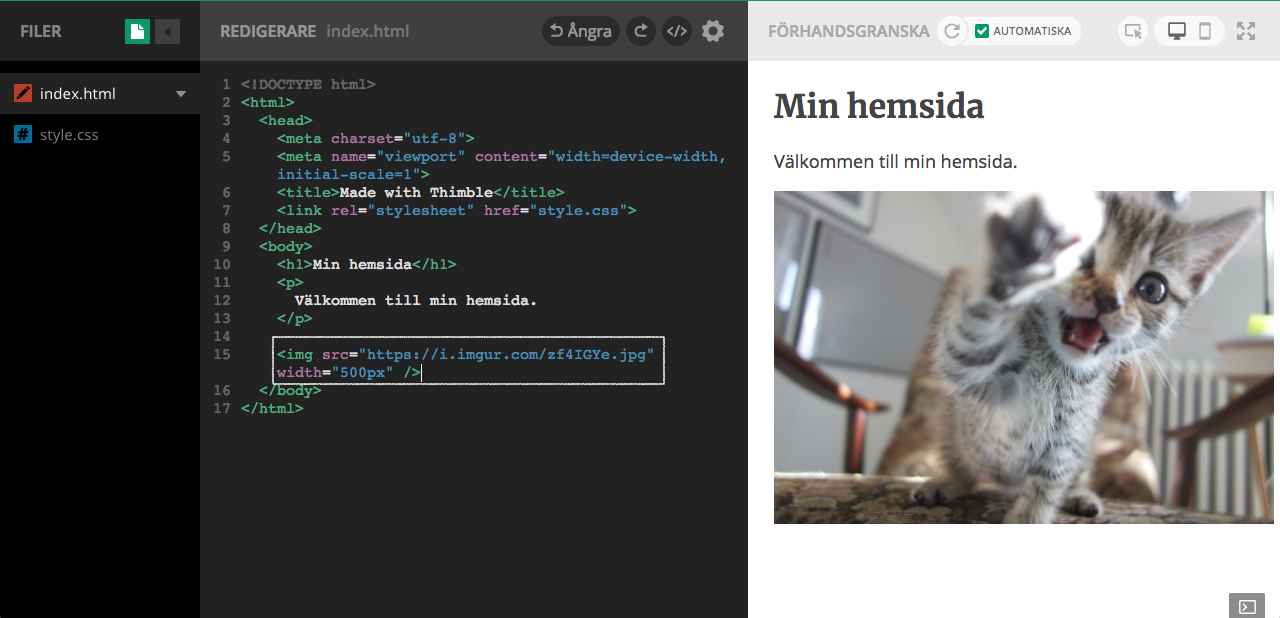 FILER
index.html
style.css
REDIGERARE index.html
Ångra
</>
1 <!DOCTYPE html>
2 <html>
3 <head>
4 <meta charset="utf-8">
5 <meta name="viewport" content="width=device-width,
initial-scale=1">
6 <title>Made with Thimble</title>
7 <link rel="stylesheet" href="style.css">
8 </head>
9 <body>
10 <h1>Min hemsida</h1>
11 <p>
12 Välkommen till min hemsida.
13 </p>
14
15 <img src="https://i.imgur.com/zf4IGYe.jpg"
width="500px" />
16 </body>
17 </html>
FÖRHANDSGRANSKA
AUTOMATISKA
Min hemsida
Välkommen till min hemsida.